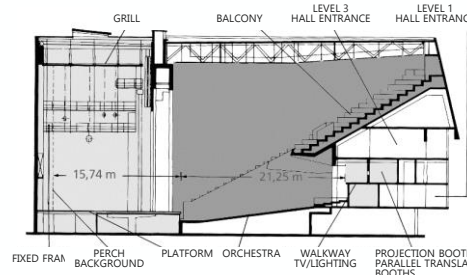 GRILL
BALCONY
LEVEL 3
HALL ENTRANCE
LEVEL 1
HALL ENTRANC
15,74 m
21,25 m
FIXED FRAM
PERCH
BACKGROUND
PLATFORM
ORCHESTRA
WALKWAY
TV/LIGHTING
PROJECTION BOOT
PARALLEL TRANSLA
BOOTHS